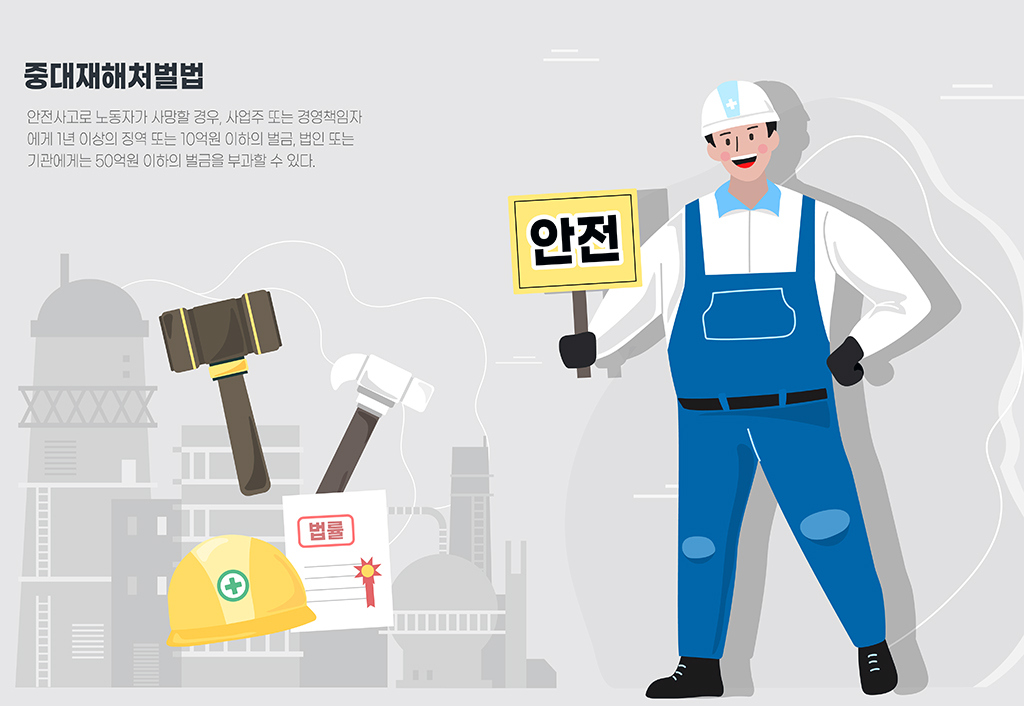 중대재해처벌법
안전사고로 노동자가 사망할 경우, 사업주 또는 경영책임자
에게 1년 이상의 징역 또는 10억원 이하의 벌금, 법인 또는
기관에게는 50억원 이하의 벌금을 부과할 수 있다.
안전
법률